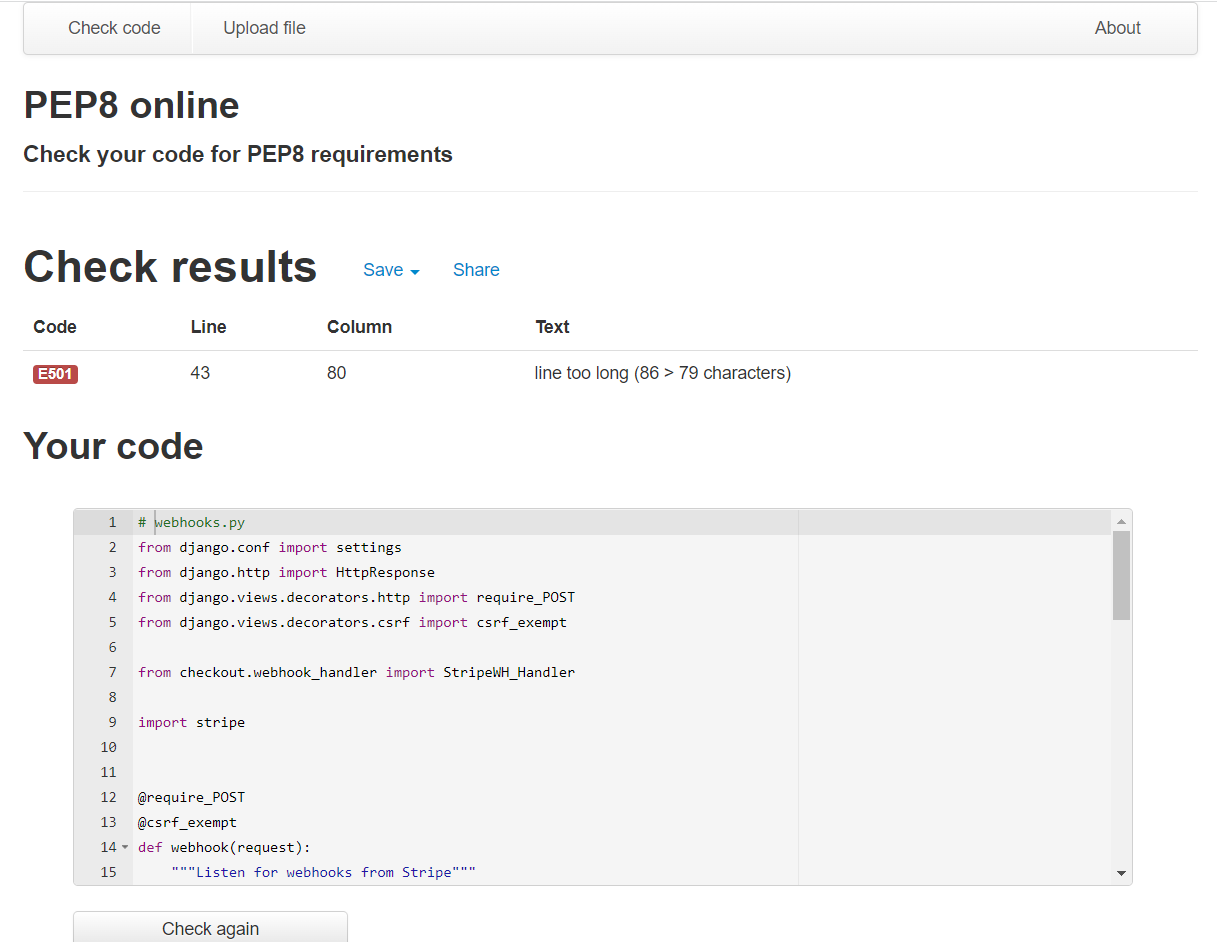 Check code Upload file About
PEP8 online
Check your code for PEP8 requirements
Check results Save Share
Code Line Column Text
E501 43 80 line too long (86 > 79 characters)
Your code
1 # webhooks.py
2 from django.conf import settings
3 from django.http import HttpResponse
4 from django.views.decorators.http import require_POST
5 from django.views.decorators.csrf import csrf_exempt
6
7 from checkout.webhook_handler import StripeWH_Handler
8
9 import stripe
10
11
12 @require_POST
13 @csrf_exempt
14 def webhook(request):
15     """Listen for webhooks from Stripe"""
Check again